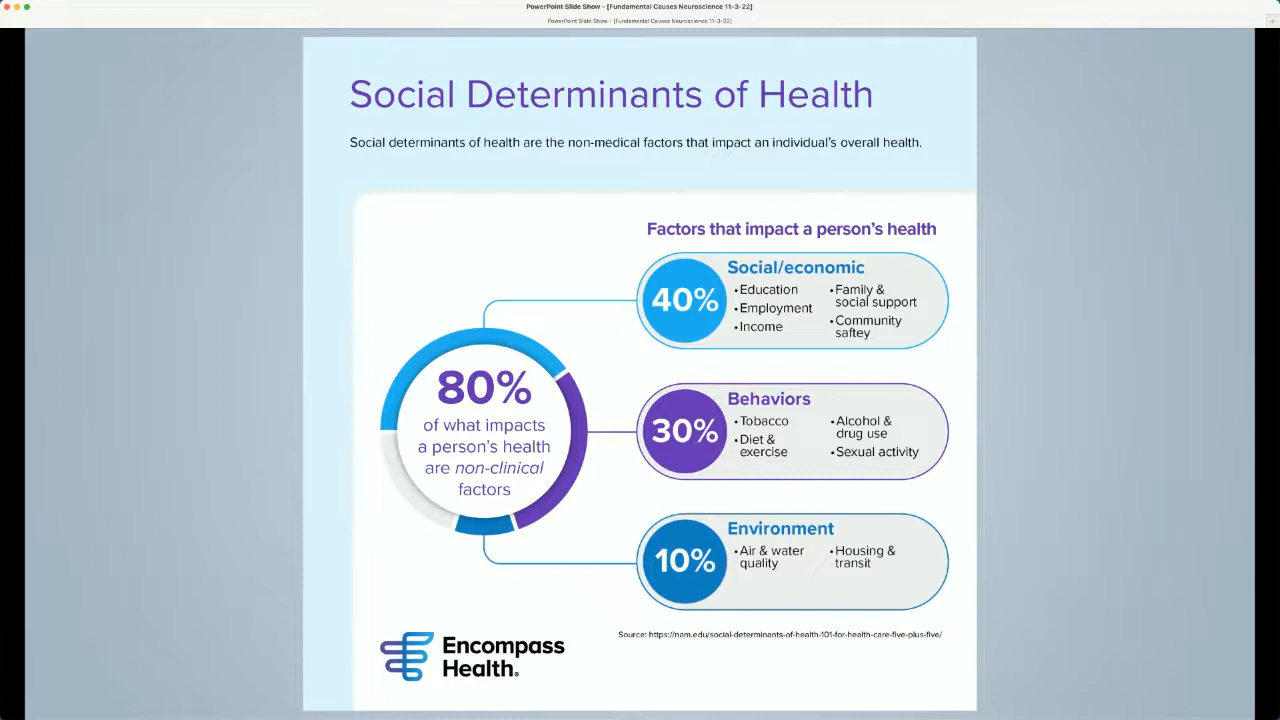 PowerPoint Slide Show - [Fundamental Causes Neuroscience 11-3-22]
PowerPoint Slide Show - [Fundamental Causes Neuroscience 11-3-22]
Social Determinants of Health
Social determinants of health are the non-medical factors that impact an individual's overall health.
Factors that impact a person's health
80%
of what impacts
a person's health
are non-clinical
factors
40%
Social/economic
•Education
•Employment
•Income
•Family &
social support
•Community
saftey
30%
Behaviors
•Tobacco
•Diet &
exercise
•Alcohol &
drug use
•Sexual activity
10%
Environment
•Air & water
quality
•Housing &
transit
Source: https://nam.edu/social-determinants-of-health-101-for-health-care-five-plus-five/
Encompass
Health®